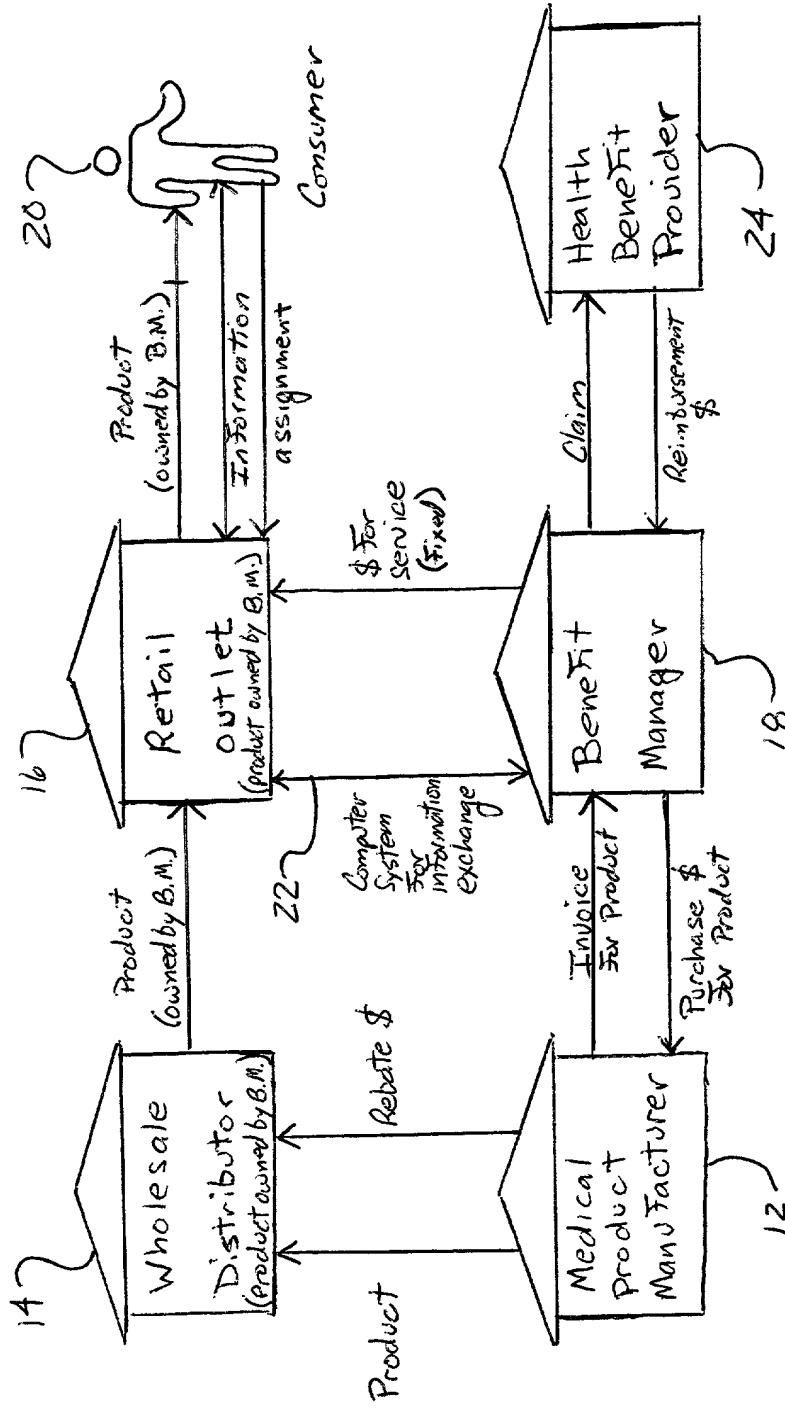 14
Wholesale
Distributor
(product owned by B.M.)
Product
(owned by B.M.)
16
Retail
outlet
(product owned by B.M.)
Product
(owned by B.M.)
Information
assignment
20
Consumer
Product
Rebate $
22
Computer
System
For
information
exchange
$ For
Service
(Fixed)
Medical
Product
Manufacturer
12
Invoice
For Product
Purchase $
For Product
Benefit
Manager
18
Claim
Reimbursement
$
Health
Benefit
Provider
24